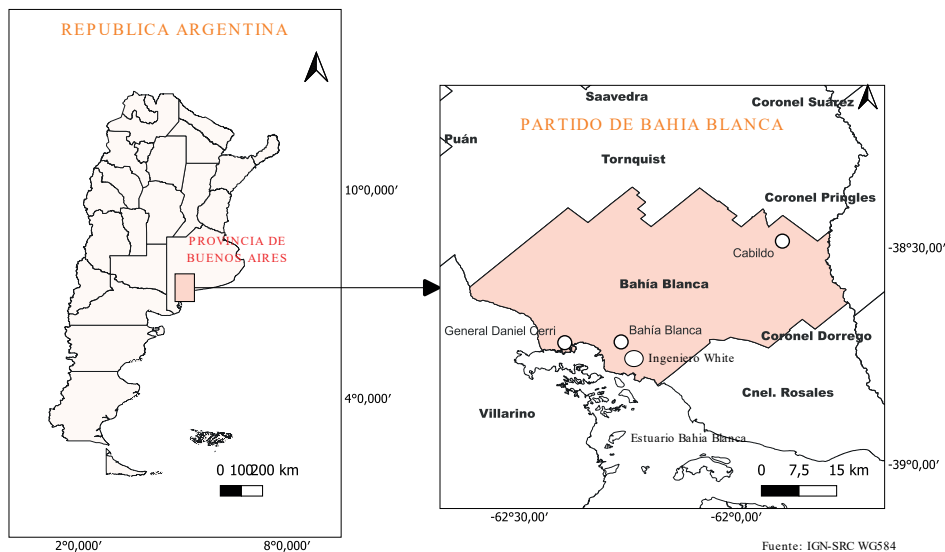 REPUBLICA ARGENTINA
PROVINCIA DE
BUENOS AIRES
10°0,000’
4°0,000’
0 100200 km
2°0,000’
8°0,000’
Saavedra
Coronel Suárez
PARTIDO DE BAHIA BLANCA
Puán
Tornquist
Coronel Pringles
Cabildo
-38°30,00’
Bahía Blanca
General Daniel Cerri
Bahía Blanca
Coronel Dorrego
Ingeniero White
Cnel. Rosales
Villarino
Estuario Bahia Blanca
0 7,5 15 km
-39°0,00’
-62°30,00’
-62°0,00’
Fuente: IGN-SRC WG584